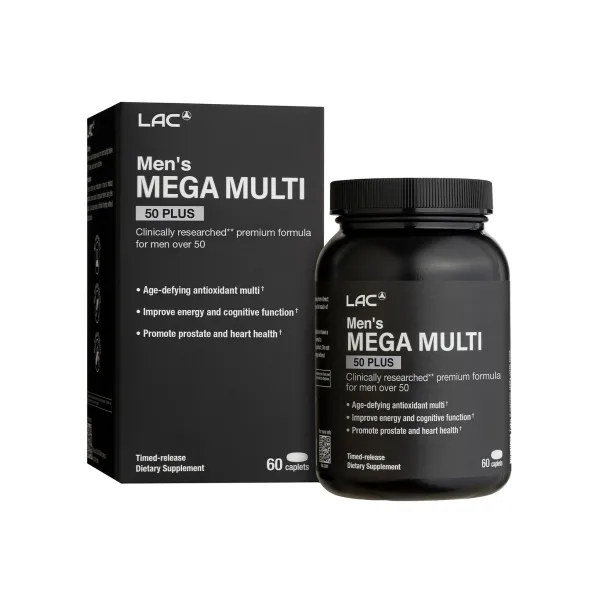 LAC
Men's
MEGA MULTI
50 PLUS
Clinically researched** premium formula
for men over 50
• Age-defying antioxidant multi†
• Improve energy and cognitive function†
• Promote prostate and heart health†
Timed-release
Dietary Supplement
60 caplets
LAC
Men's
MEGA MULTI
50 PLUS
Clinically researched** premium formula
for men over 50
• Age-defying antioxidant multi†
• Improve energy and cognitive function†
• Promote prostate and heart health†
Timed-release
Dietary Supplement
60 caplets